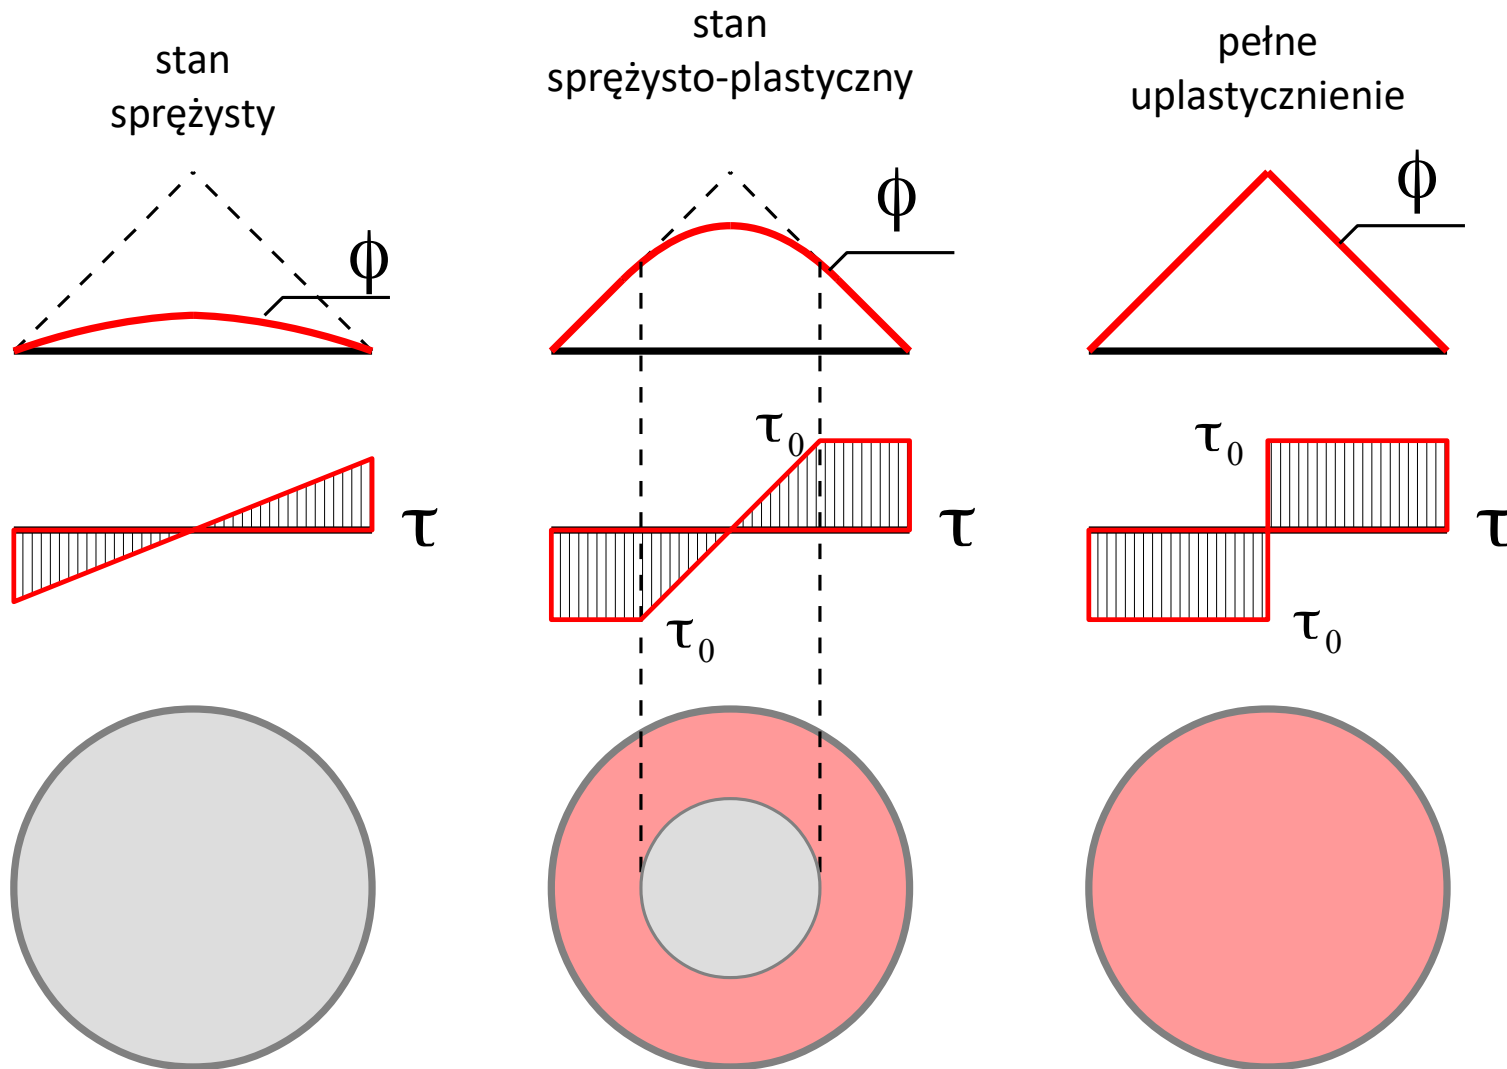 stan
sprężysty
stan
sprężysto-plastyczny
pełne
uplastycznienie
ϕ
ϕ
ϕ
τ
τ₀
τ₀
τ
τ₀
τ₀
τ